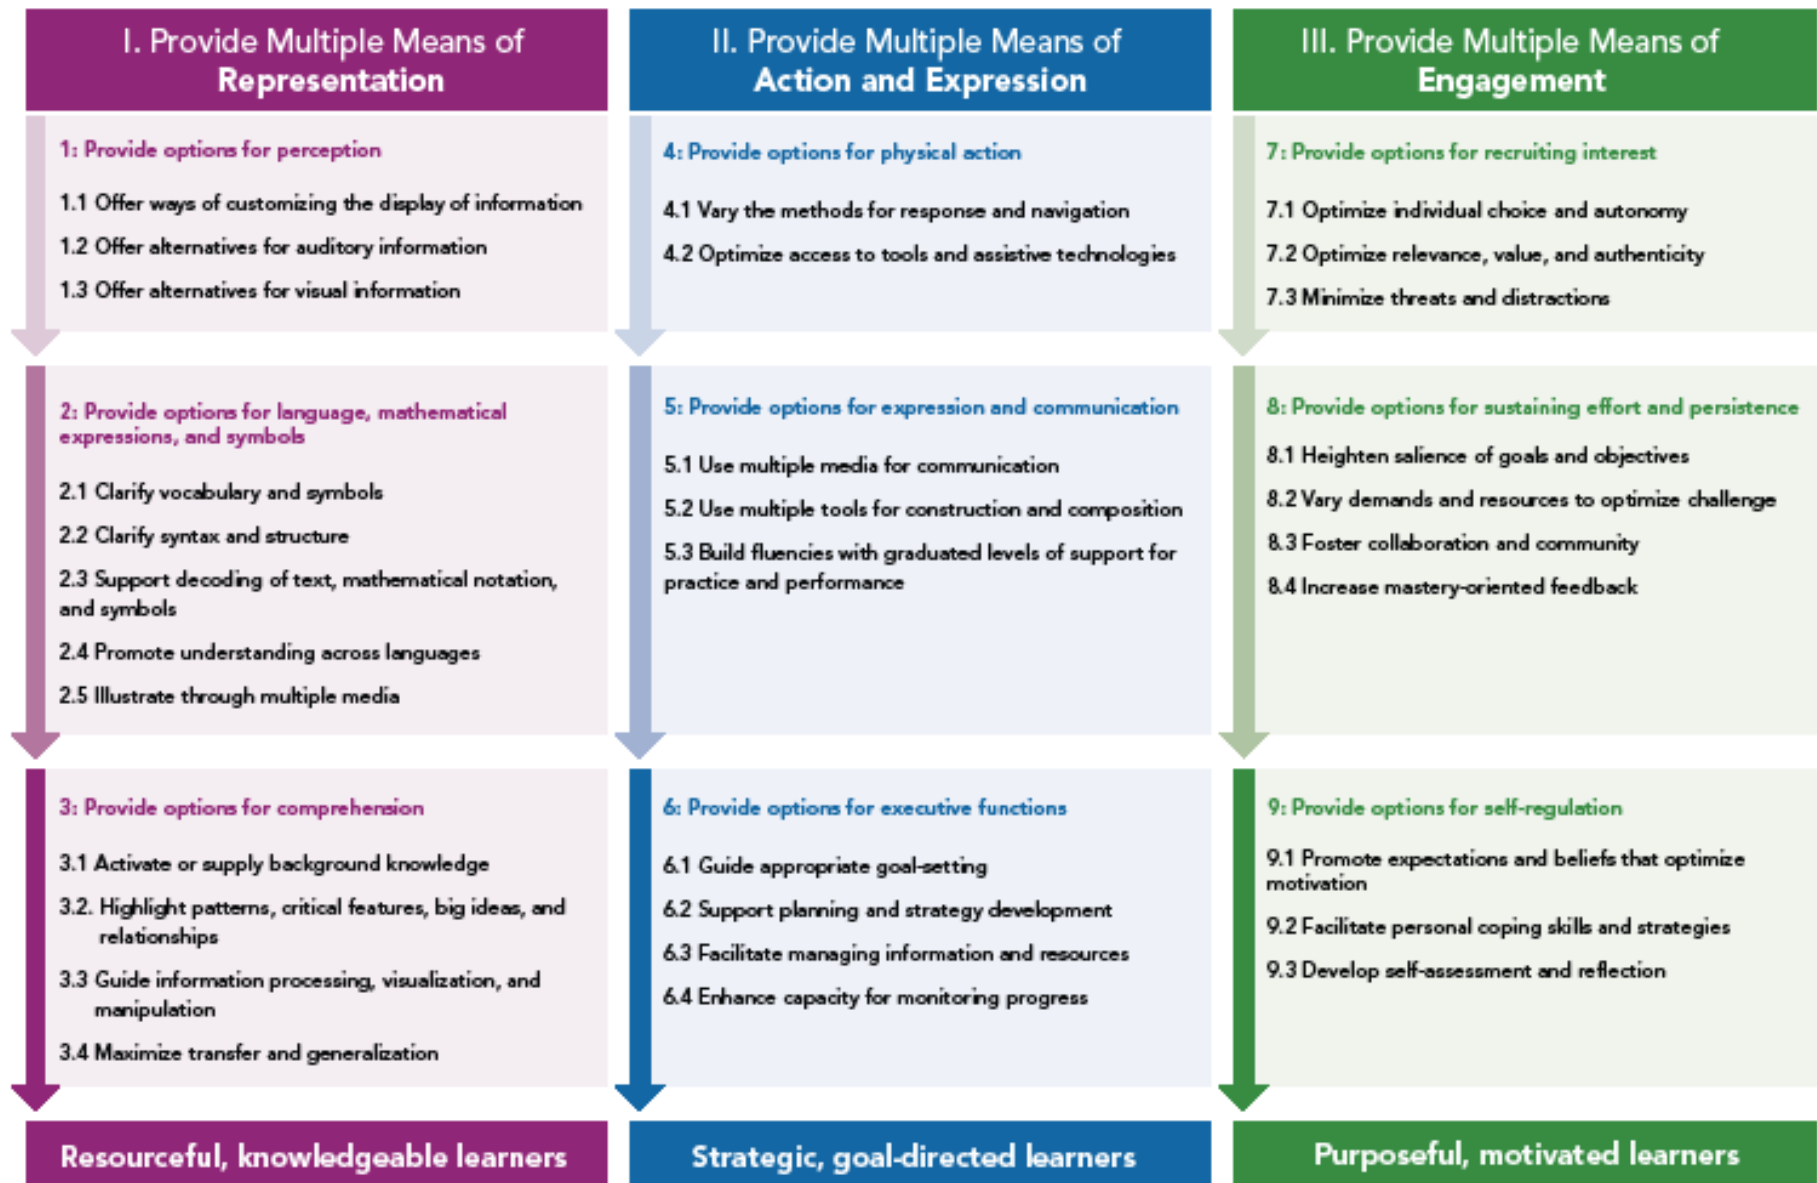 I. Provide Multiple Means of
Representation
1: Provide options for perception
1.1 Offer ways of customizing the display of information
1.2 Offer alternatives for auditory information
1.3 Offer alternatives for visual information
2: Provide options for language, mathematical
expressions, and symbols
2.1 Clarify vocabulary and symbols
2.2 Clarify syntax and structure
2.3 Support decoding of text, mathematical notation,
and symbols
2.4 Promote understanding across languages
2.5 Illustrate through multiple media
3: Provide options for comprehension
3.1 Activate or supply background knowledge
3.2. Highlight patterns, critical features, big ideas, and
relationships
3.3 Guide information processing, visualization, and
manipulation
3.4 Maximize transfer and generalization
Resourceful, knowledgeable learners
II. Provide Multiple Means of
Action and Expression
4: Provide options for physical action
4.1 Vary the methods for response and navigation
4.2 Optimize access to tools and assistive technologies
5: Provide options for expression and communication
5.1 Use multiple media for communication
5.2 Use multiple tools for construction and composition
5.3 Build fluencies with graduated levels of support for
practice and performance
6: Provide options for executive functions
6.1 Guide appropriate goal-setting
6.2 Support planning and strategy development
6.3 Facilitate managing information and resources
6.4 Enhance capacity for monitoring progress
Strategic, goal-directed learners
III. Provide Multiple Means of
Engagement
7: Provide options for recruiting interest
7.1 Optimize individual choice and autonomy
7.2 Optimize relevance, value, and authenticity
7.3 Minimize threats and distractions
8: Provide options for sustaining effort and persistence
8.1 Heighten salience of goals and objectives
8.2 Vary demands and resources to optimize challenge
8.3 Foster collaboration and community
8.4 Increase mastery-oriented feedback
9: Provide options for self-regulation
9.1 Promote expectations and beliefs that optimize
motivation
9.2 Facilitate personal coping skills and strategies
9.3 Develop self-assessment and reflection
Purposeful, motivated learners